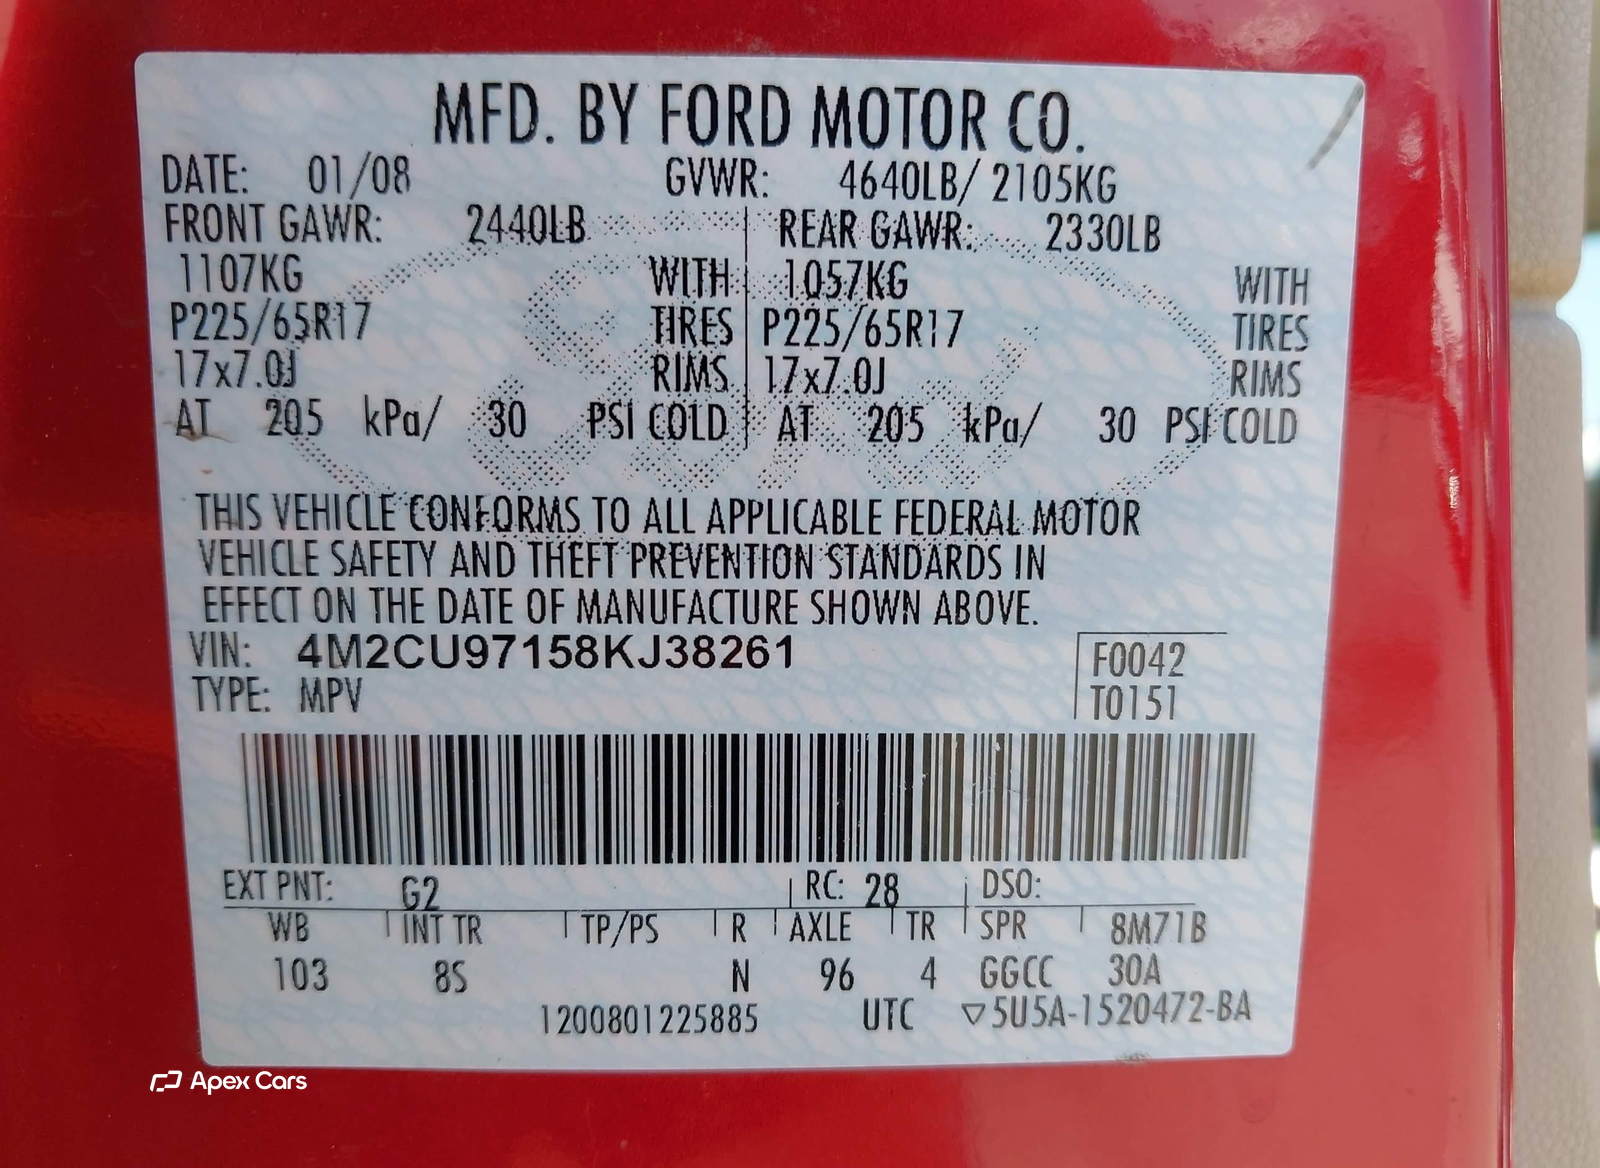 MFD. BY FORD MOTOR CO.
DATE: 01/08 GVWR: 4640LB/ 2105KG
FRONT GAWR: 2440LB REAR GAWR: 2330LB
1107KG WITH 1057KG WITH
P225/65R17 TIRES P225/65R17 TIRES
17x7.0J RIMS 17x7.0J RIMS
AT 205 kPa/ 30 PSI COLD AT 205 kPa/ 30 PSI COLD
THIS VEHICLE CONFORMS TO ALL APPLICABLE FEDERAL MOTOR
VEHICLE SAFETY AND THEFT PREVENTION STANDARDS IN
EFFECT ON THE DATE OF MANUFACTURE SHOWN ABOVE.
VIN: 4M2CU97158KJ38261 F0042
TYPE: MPV T0151
EXT PNT: G2 RC: 28 DSO:
WB INT TR TP/PS R AXLE TR SPR 8M71B
103 8S N 96 4 GGCC 30A
1200801225885 UTC ▽5U5A-1520472-BA
Apex Cars